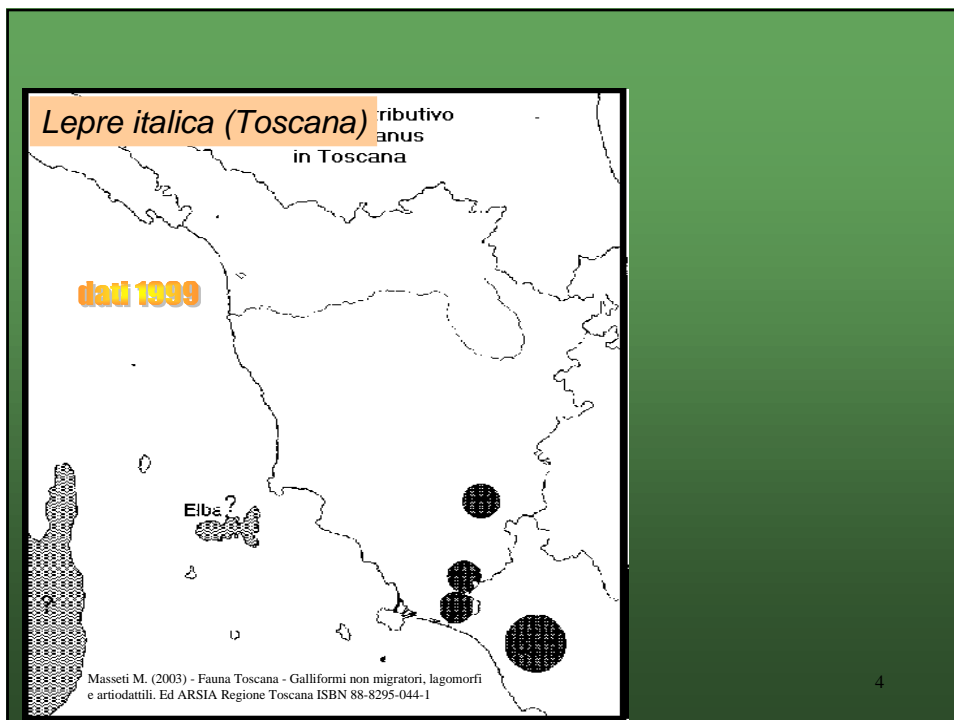 Lepre italica (Toscana)
ributivo
anus
in Toscana
dati 1999
Elba?
?
Masseti M. (2003) - Fauna Toscana - Galliformi non migratori, lagomorfi
e artiodattili. Ed ARSIA Regione Toscana ISBN 88-8295-044-1
4